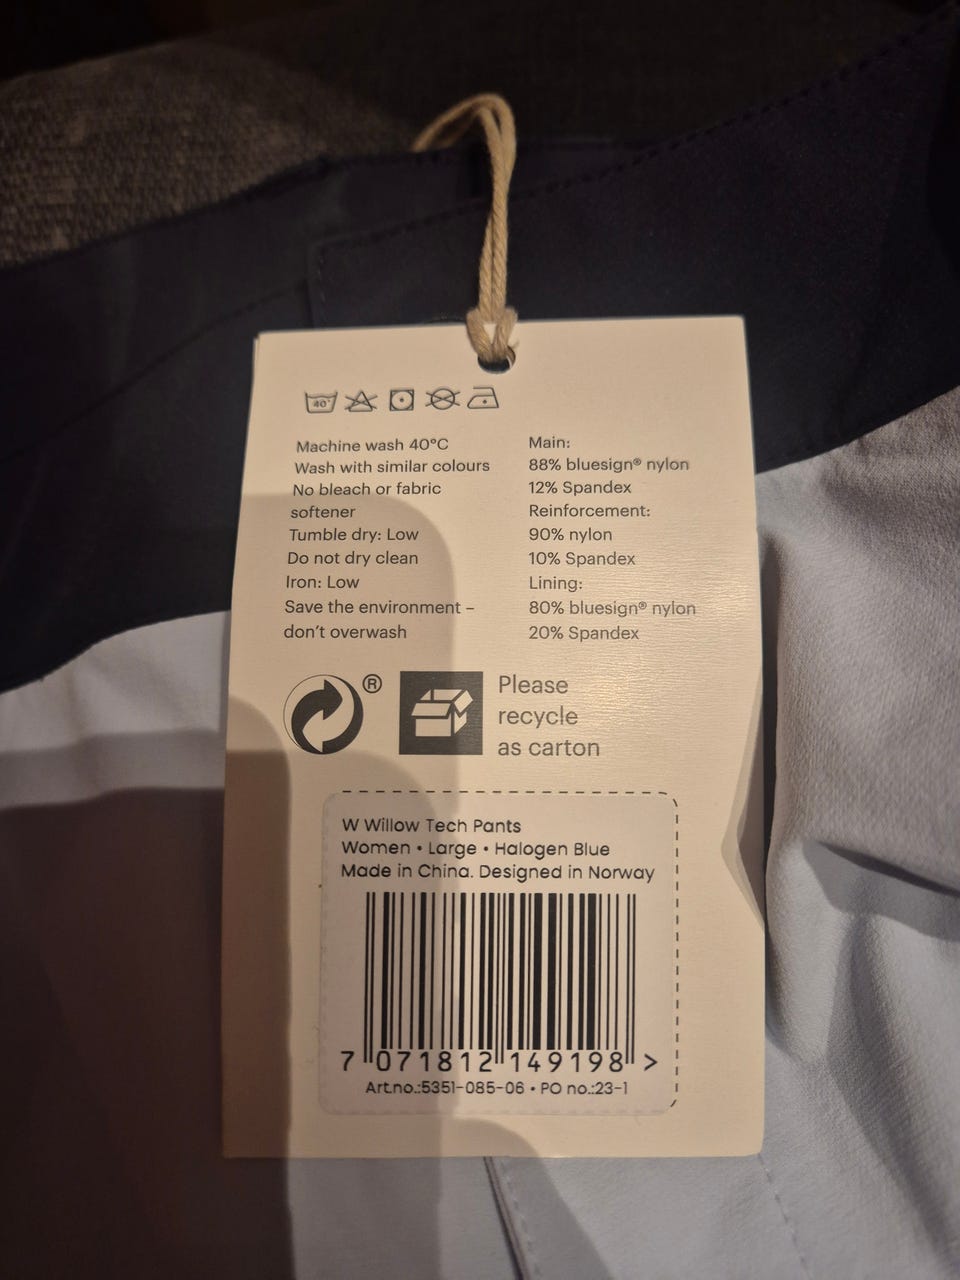 40°
Machine wash 40°C
Wash with similar colours
No bleach or fabric
softener
Tumble dry: Low
Do not dry clean
Iron: Low
Save the environment –
don't overwash
Main:
88% bluesign® nylon
12% Spandex
Reinforcement:
90% nylon
10% Spandex
Lining:
80% bluesign® nylon
20% Spandex
®
Please
recycle
as carton
W Willow Tech Pants
Women • Large • Halogen Blue
Made in China. Designed in Norway
7 071812 149198 >
Art.no.:5351-085-06 • PO no.:23-1